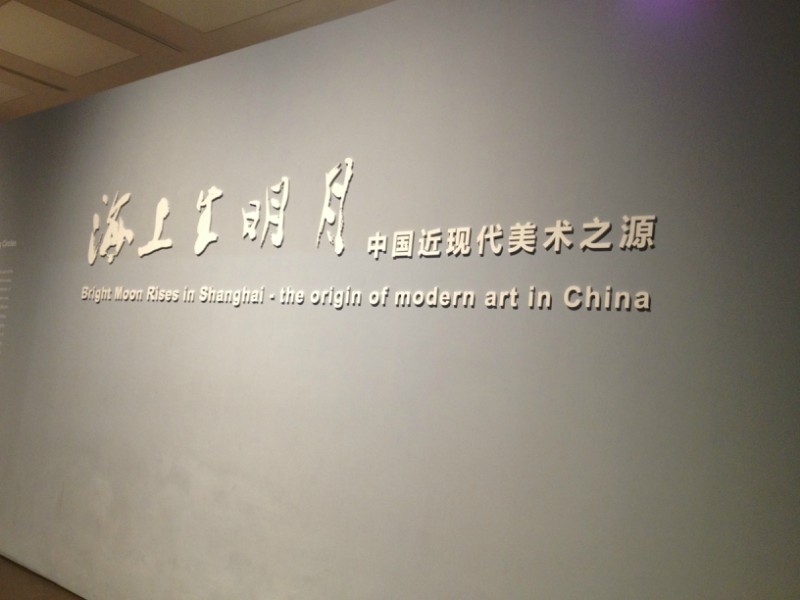 海上生明月 中国近现代美术之源
Bright Moon Rises in Shanghai - the origin of modern art in China